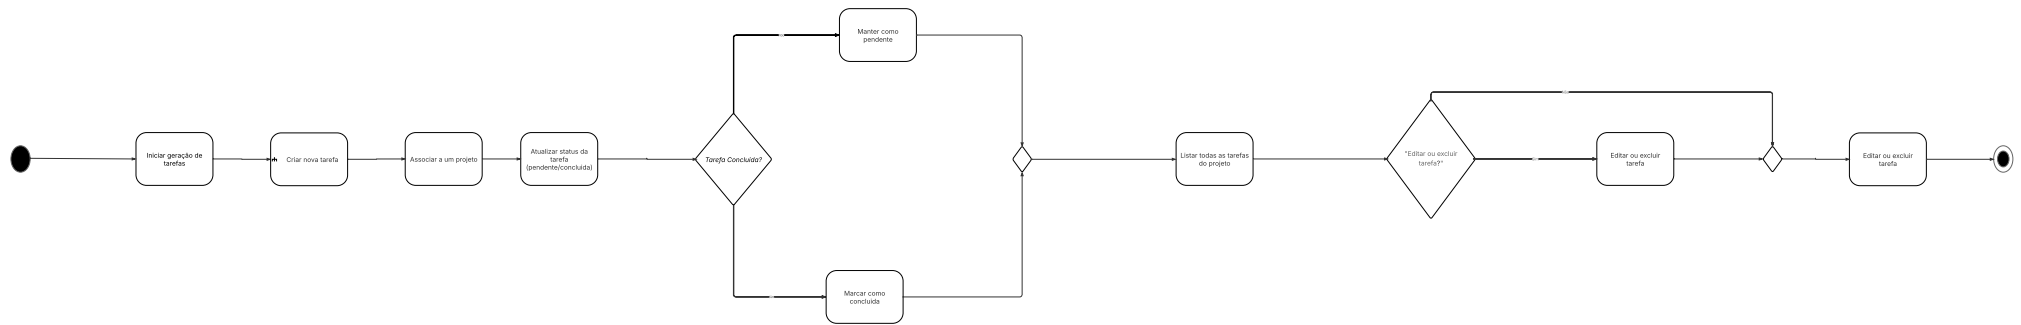 Iniciar geração de
tarefas
Criar nova tarefa
Associar a um projeto
Atualizar status da
tarefa
(pendente/concluída)
Tarefa Concluída?
Manter como
pendente
Marcar como
concluída
Listar todas as tarefas
do projeto
"Editar ou excluir
tarefa?"
Editar ou excluir
tarefa
Editar ou excluir
tarefa